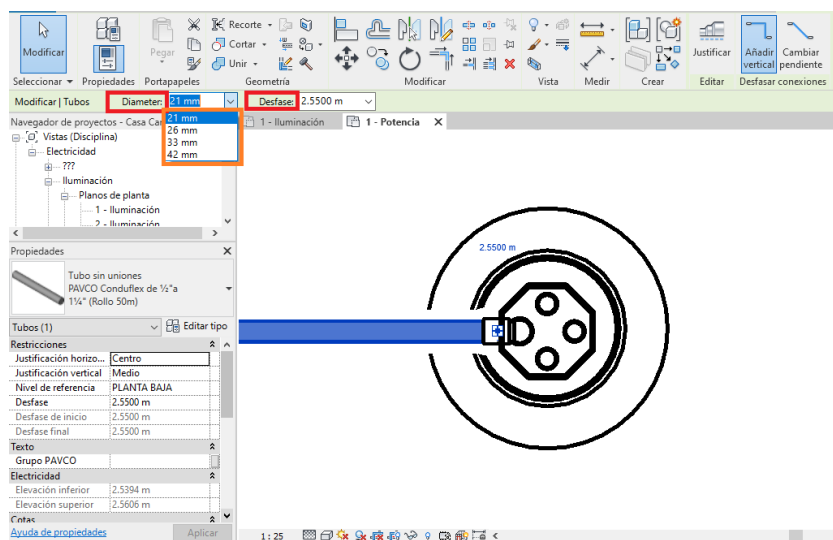 Recorte
Cortar
Modificar
Pegar
Unir
Justificar
Añadir vertical
Cambiar pendiente
Seleccionar Propiedades Portapapeles Geometría Modificar Vista Medir Crear Editar Desfasar conexiones
Modificar | Tubos Diameter: 21 mm Desfase: 2.5500 m
21 mm
26 mm
33 mm
42 mm
Navegador de proyectos - Casa Ca
1 - Iluminación
1 - Potencia X
Vistas (Disciplina)
Electricidad
???
Iluminación
Planos de planta
1 - Iluminación
2 - Iluminación
2.5500 m
Propiedades X
Tubo sin uniones
PAVCO Conduflex de ½"a
1¼" (Rollo 50m)
Tubos (1) Editar tipo
Restricciones
Justificación horizo... Centro
Justificación vertical Medio
Nivel de referencia PLANTA BAJA
Desfase 2.5500 m
Desfase de inicio 2.5500 m
Desfase final 2.5500 m
Texto
Grupo PAVCO
Electricidad
Elevación inferior 2.5394 m
Elevación superior 2.5606 m
Cotas
Ayuda de propiedades Aplicar
1 : 25